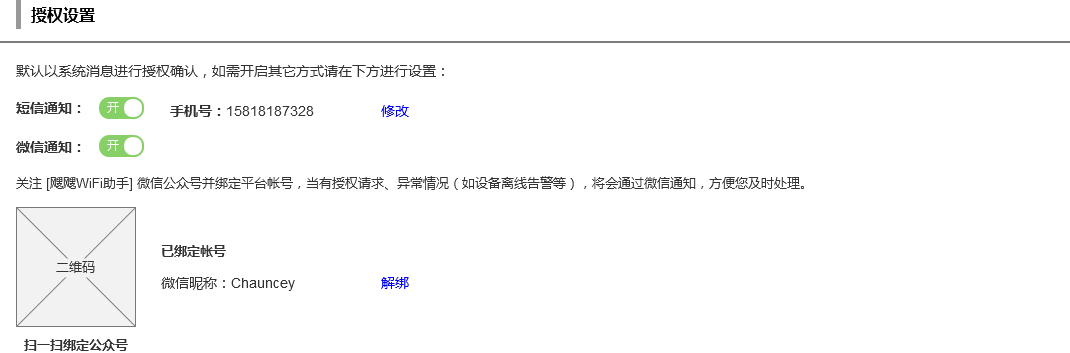 授权设置
默认以系统消息进行授权确认，如需开启其它方式请在下方进行设置：
短信通知： 开 手机号：15818187328 修改
微信通知： 开
关注 [飕飕WiFi助手] 微信公众号并绑定平台帐号，当有授权请求、异常情况（如设备离线告警等），将会通过微信通知，方便您及时处理。
已绑定帐号
二维码
微信昵称：Chauncey 解绑
扫一扫绑定公众号